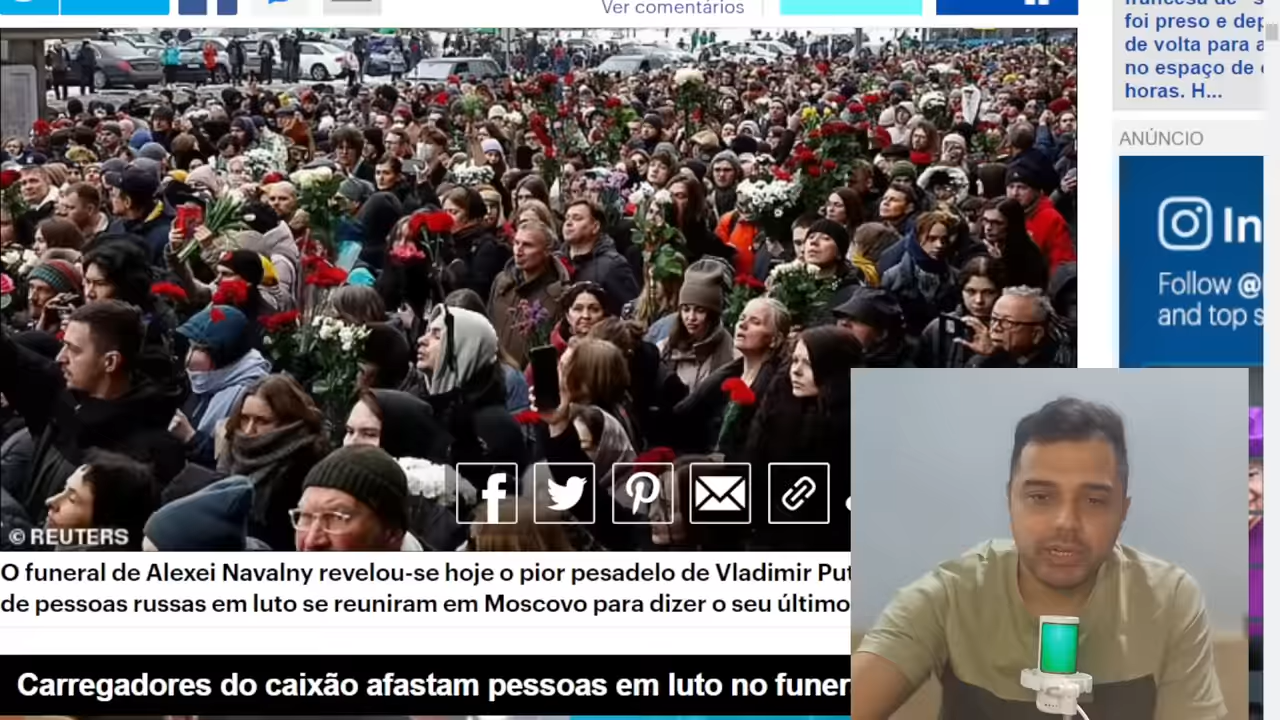 Ver comentários
francesa de "s
foi preso e dep
de volta para a
no espaço de
horas. H...
ANÚNCIO
In
Follow @
and top s
© REUTERS
O funeral de Alexei Navalny revelou-se hoje o pior pesadelo de Vladimir Put
de pessoas russas em luto se reuniram em Moscovo para dizer o seu último
Carregadores do caixão afastam pessoas em luto no funer